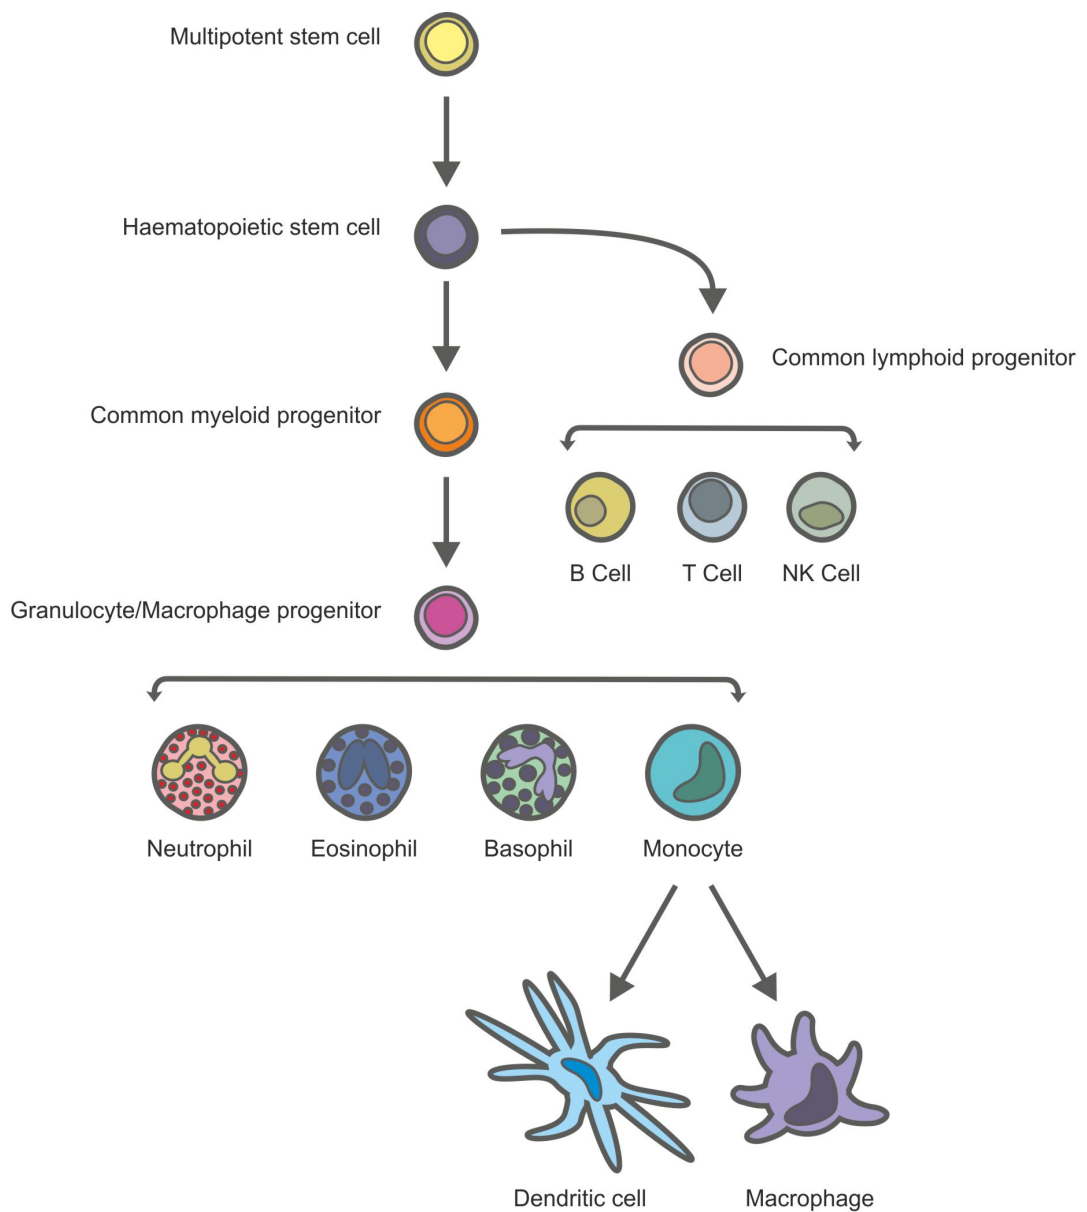 Multipotent stem cell
Haematopoietic stem cell
Common lymphoid progenitor
Common myeloid progenitor
B Cell
T Cell
NK Cell
Granulocyte/Macrophage progenitor
Neutrophil
Eosinophil
Basophil
Monocyte
Dendritic cell
Macrophage